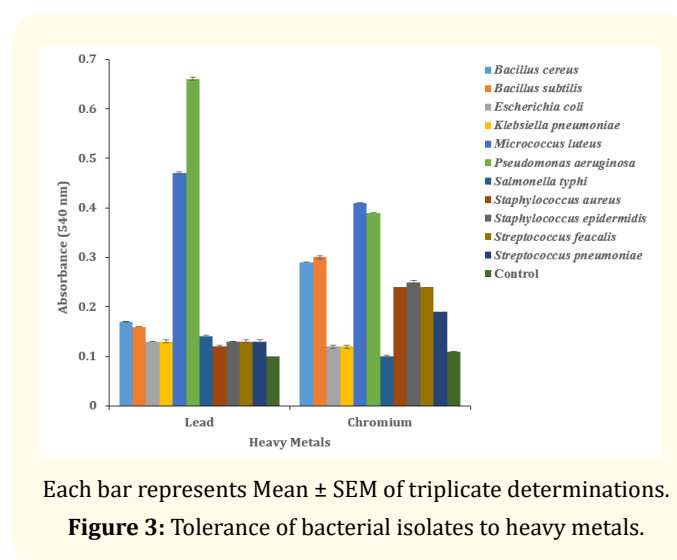 0.7
0.6
0.5
0.4
0.3
0.2
0.1
0
Absorbance (540 nm)
Lead
Chromium
Heavy Metals
Bacillus cereus
Bacillus subtilis
Escherichia coli
Klebsiella pneumoniae
Micrococcus luteus
Pseudomonas aeruginosa
Salmonella typhi
Staphylococcus aureus
Staphylococcus epidermidis
Streptococcus feacalis
Streptococcus pneumoniae
Control
Each bar represents Mean ± SEM of triplicate determinations.
Figure 3: Tolerance of bacterial isolates to heavy metals.